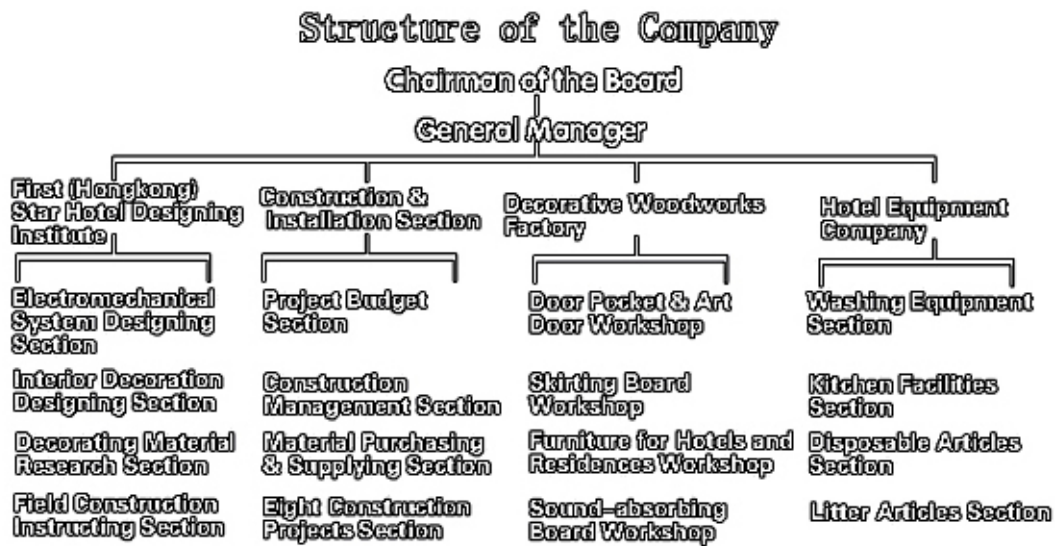 Structure of the Company
Chairman of the Board
General Manager
First (Hongkong)
Star Hotel Designing
Institute
Construction &
Installation Section
Decorative Woodworks
Factory
Hotel Equipment
Company
Electromechanical
System Designing
Section
Project Budget
Section
Door Pocket & Art
Door Workshop
Washing Equipment
Section
Interior Decoration
Designing Section
Construction
Management Section
Skirting Board
Workshop
Kitchen Facilities
Section
Decorating Material
Research Section
Material Purchasing
& Supplying Section
Furniture for Hotels and
Residences Workshop
Disposable Articles
Section
Field Construction
Instructing Section
Eight Construction
Projects Section
Sound-absorbing
Board Workshop
Litter Articles Section